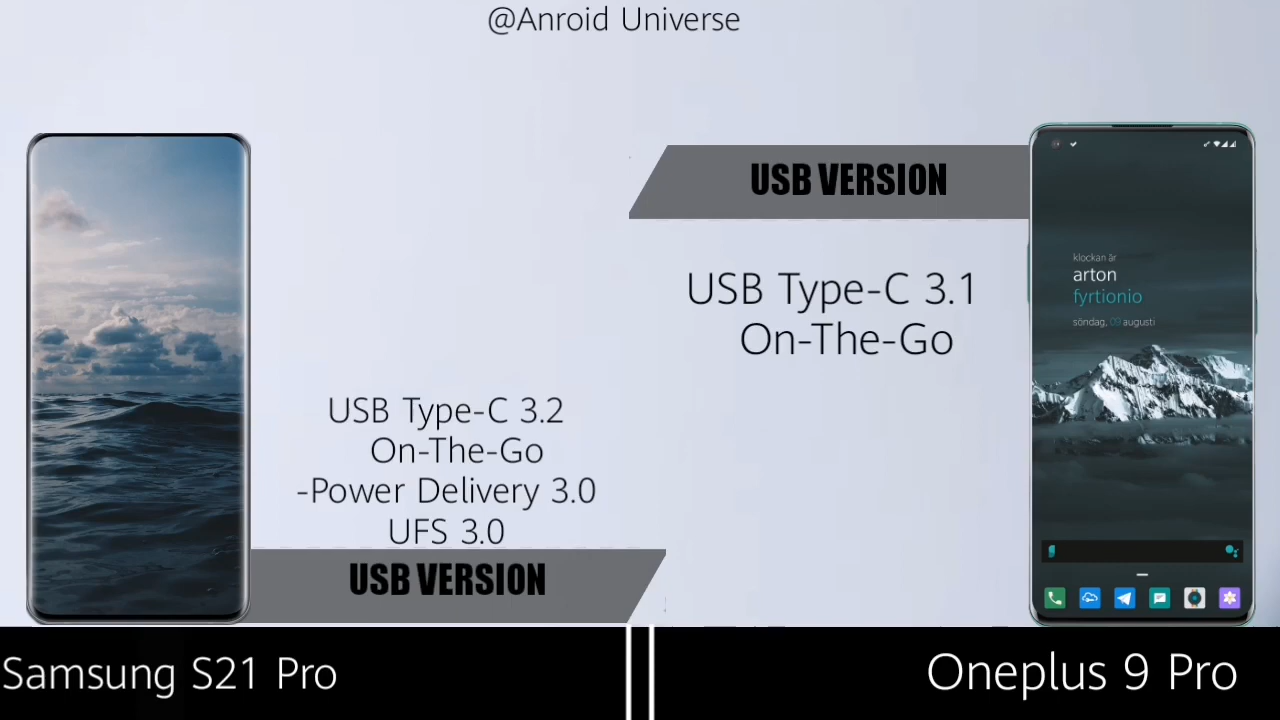 @Anroid Universe
USB VERSION
USB Type-C 3.1
On-The-Go
klockan är
arton
fyrtionio
söndag, 09 augusti
USB Type-C 3.2
On-The-Go
-Power Delivery 3.0
UFS 3.0
USB VERSION
Samsung S21 Pro
Oneplus 9 Pro